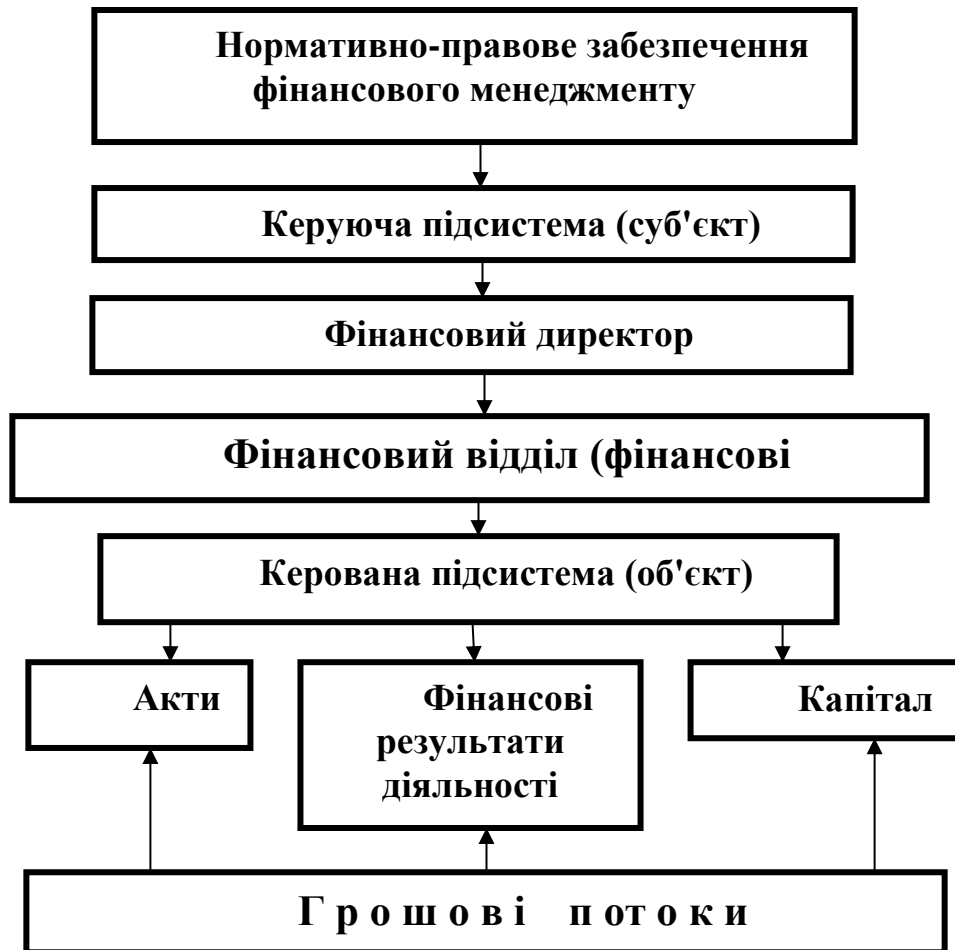 Нормативно-правове забезпечення
фінансового менеджменту
Керуюча підсистема (суб'єкт)
Фінансовий директор
Фінансовий відділ (фінансові
Керована підсистема (об'єкт)
Акти
Фінансові
результати
діяльності
Капітал
Г р о ш о в і п о т о к и